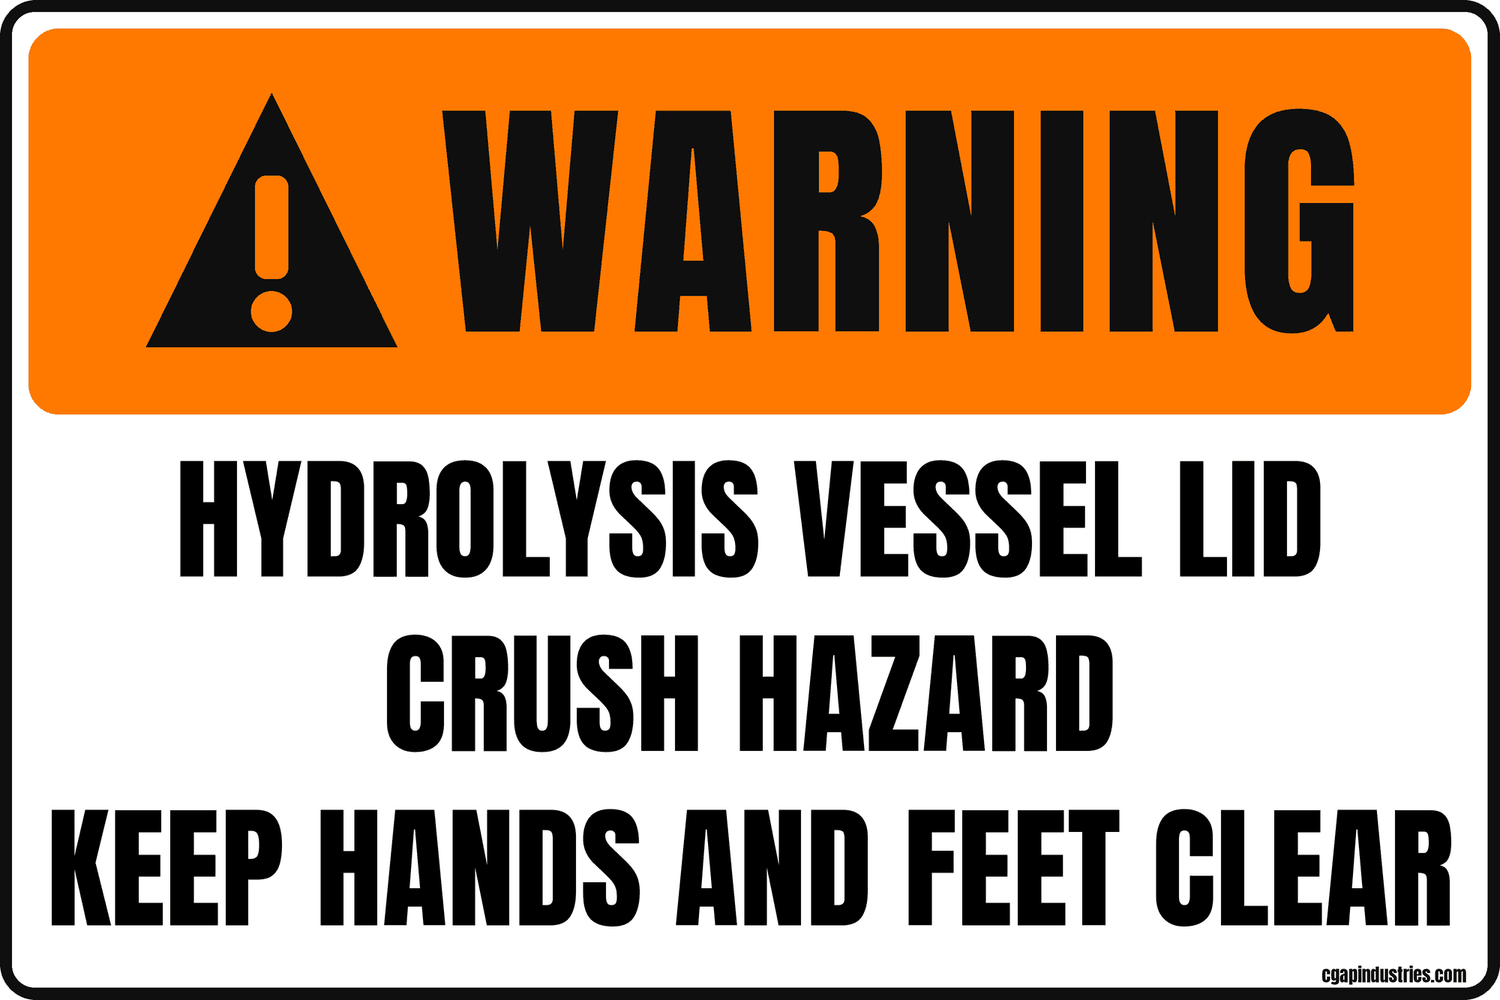 WARNING
HYDROLYSIS VESSEL LID
CRUSH HAZARD
KEEP HANDS AND FEET CLEAR
cgapindustries.com